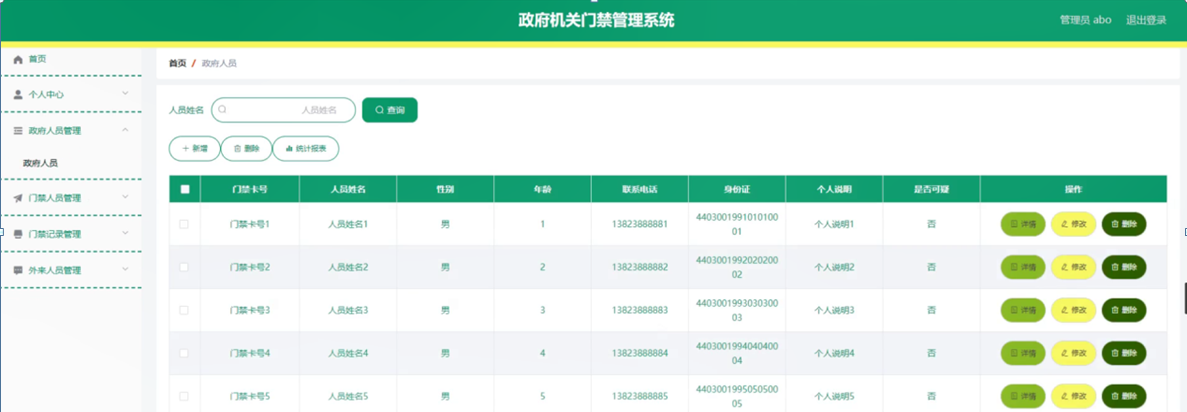 政府机关门禁管理系统
管理员 abo 退出登录
首页
个人中心
政府人员管理
政府人员
门禁人员管理
门禁记录管理
外来人员管理
首页 / 政府人员
人员姓名 人员姓名 查询
新增 删除 统计报表
门禁卡号 人员姓名 性别 年龄 联系电话 身份证 个人说明 是否可疑 操作
门禁卡号1 人员姓名1 男 1 13823888881 4403001991010100 个人说明1 否 详情 修改 删除
01
门禁卡号2 人员姓名2 男 2 13823888882 4403001992020200 个人说明2 否 详情 修改 删除
02
门禁卡号3 人员姓名3 男 3 13823888883 4403001993030300 个人说明3 否 详情 修改 删除
03
门禁卡号4 人员姓名4 男 4 13823888884 4403001994040400 个人说明4 否 详情 修改 删除
04
门禁卡号5 人员姓名5 男 5 13823888885 4403001995050500 个人说明5 否 详情 修改 删除
05